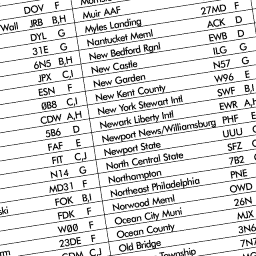 DOV F
Wall JRB B,H
DYL G
31E G
6N5 B,H
JPX C,I
ESN F
0B8 C,I
CDW A,H
5B6 D
FAF E
FIT C,J
N14 G
MD31 F
FOK B,I
FDK F
W00 F
23DE F
C,J
Muir AAF
Myles Landing 27MD F
Nantucket Meml ACK D
New Bedford Rgnl EWB D
New Castle ILG G
New Garden N57 G
New Kent County W96 E
New York Stewart Intl SWF B,I
Newark Liberty Intl EWR A,H
Newport News/Williamsburg PHF F
Newport State UUU
North Central State SFZ
Northampton 7B2
Northeast Philadelphia PNE
Norwood Meml OWD
Ocean City Muni 26N
Ocean County MJX
Old Bridge 3N6
Township